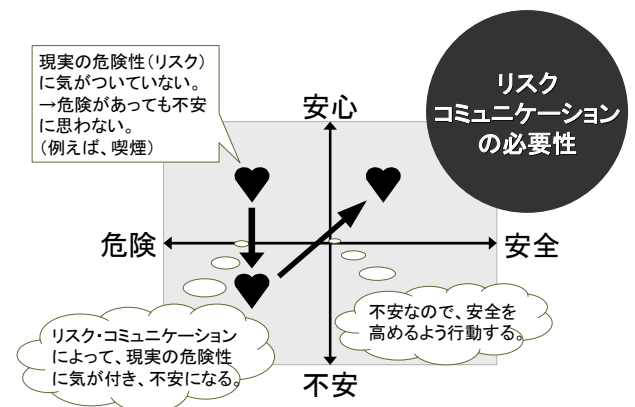 現実の危険性(リスク)
に気がついていない。
→危険があっても不安
に思わない。
(例えば、喫煙)
リスク
コミュニケーション
の必要性
安心
危険
安全
不安なので、安全を
高めるよう行動する。
リスク・コミュニケーション
によって、現実の危険性
に気が付き、不安になる。
不安